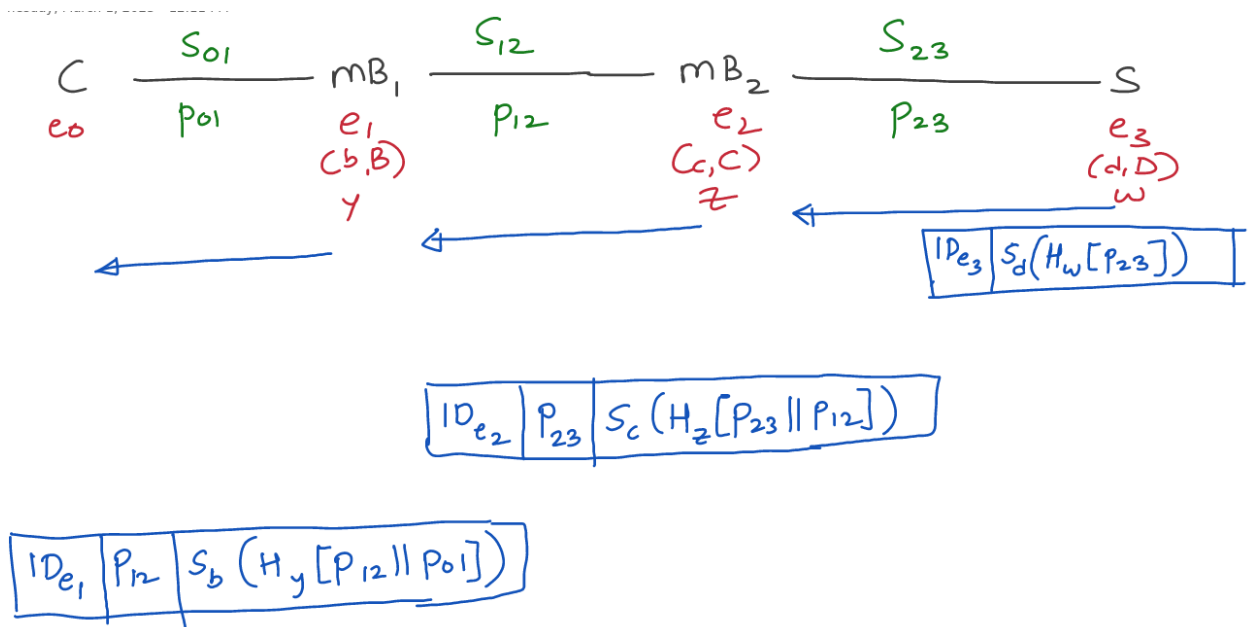 S01 S12 S23
C mB1 mB2 S
e0 P01 e1 P12 e2 P23 e3
(b,B) (c,C) (d,D)
y z w
IDe3 Sd(Hw[P23])
IDe2 P23 Sc(Hz[P23||P12])
IDe1 P12 Sb(Hy[P12||P01])